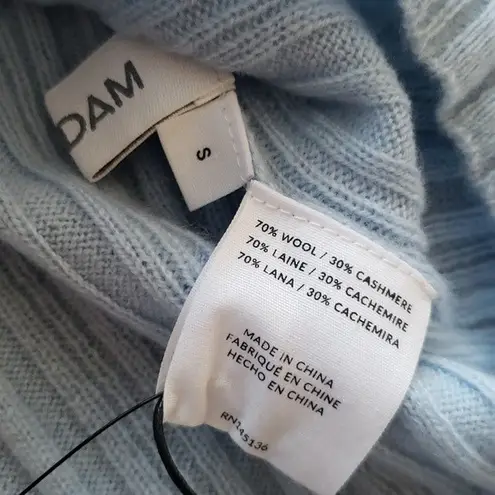 DAM
S
70% WOOL / 30% CASHMERE
70% LAINE / 30% CACHEMIRE
70% LANA / 30% CACHEMIRA
MADE IN CHINA
FABRIQUÉ EN CHINE
HECHO EN CHINA
RN145136